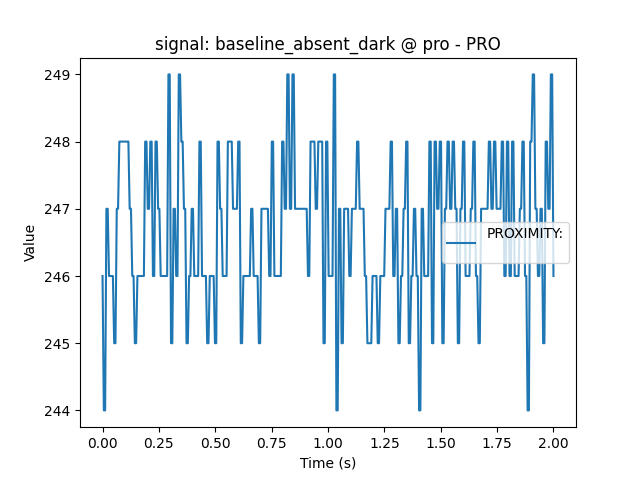 signal: baseline_absent_dark @ pro - PRO
249
248
247
246
245
244
Value
PROXIMITY:
0.00 0.25 0.50 0.75 1.00 1.25 1.50 1.75 2.00
Time (s)